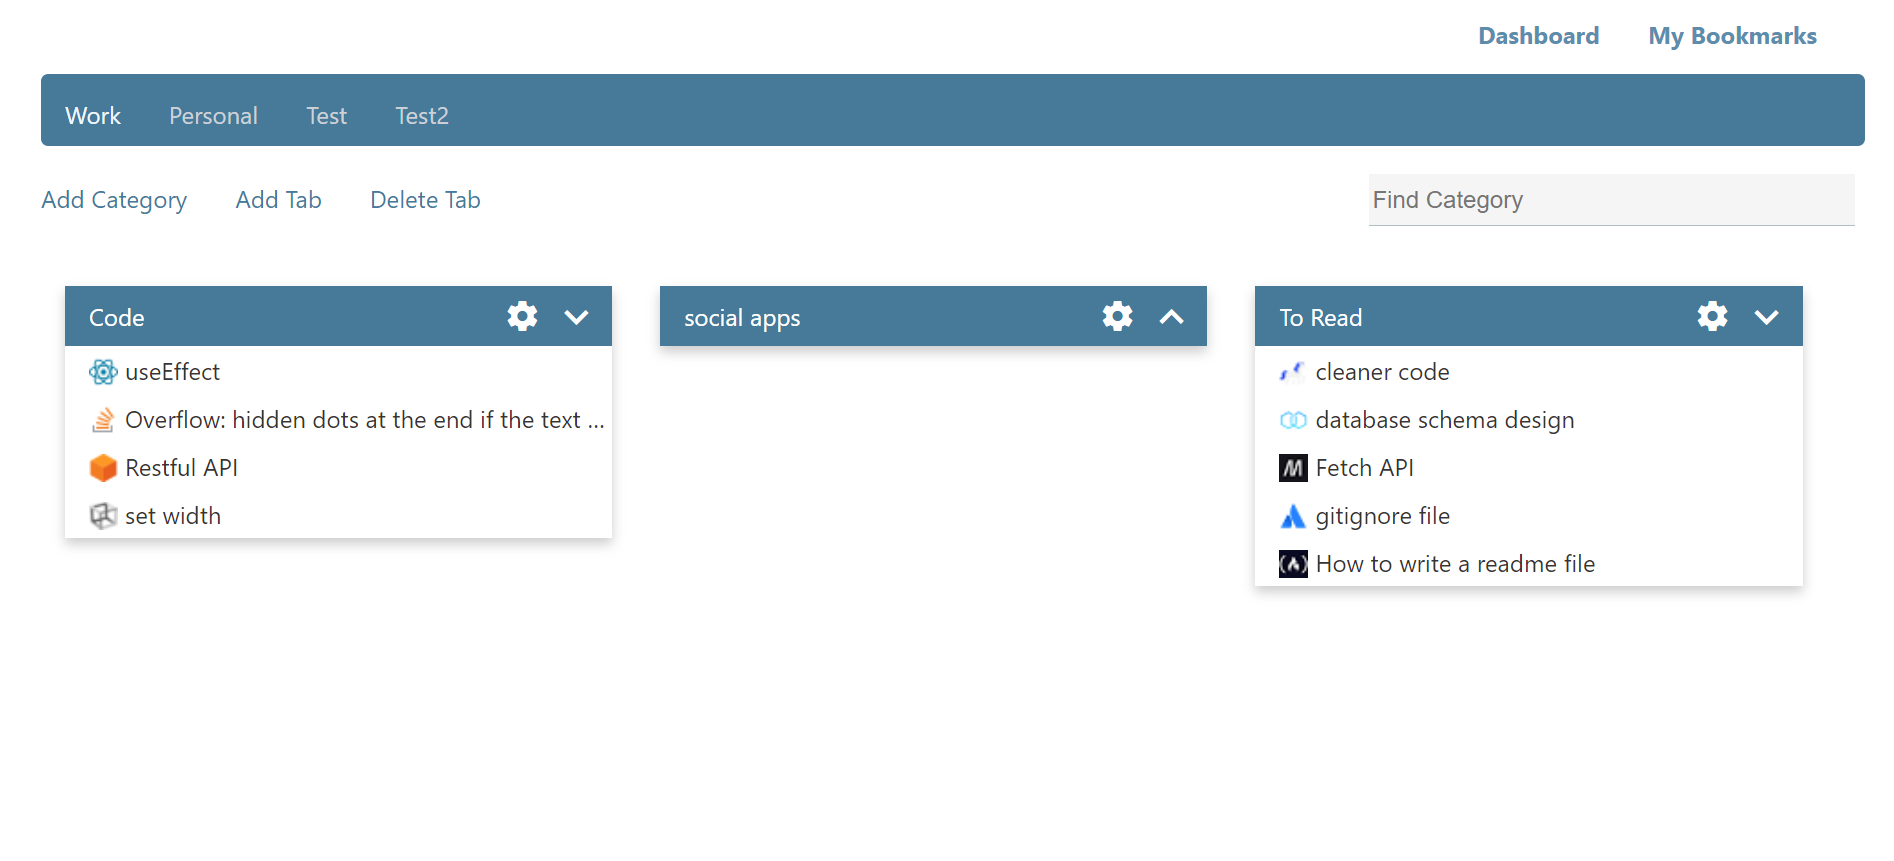 Dashboard My Bookmarks
Work Personal Test Test2
Add Category Add Tab Delete Tab Find Category
Code
useEffect
Overflow: hidden dots at the end if the text ...
Restful API
set width
social apps
To Read
cleaner code
database schema design
Fetch API
gitignore file
How to write a readme file